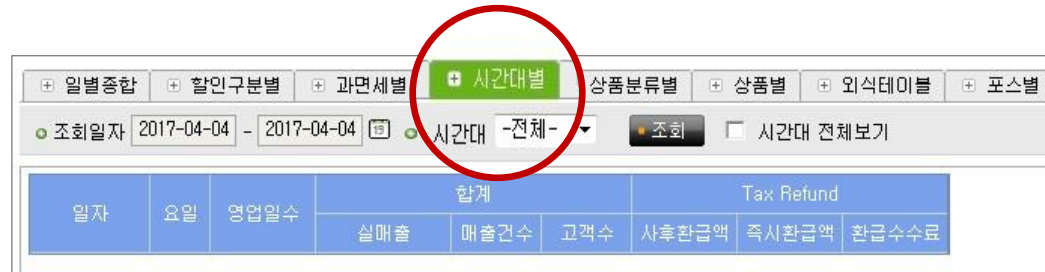 일별종합 할인구분별 과면세별 시간대별 상품분류별 상품별 외식테이블 포스별
조회일자 2017-04-04 - 2017-04-04 시간대 -전체- 조회 시간대 전체보기
일자 요일 영업일수 합계 Tax Refund
실매출 매출건수 고객수 사후환급액 즉시환급액 환급수수료